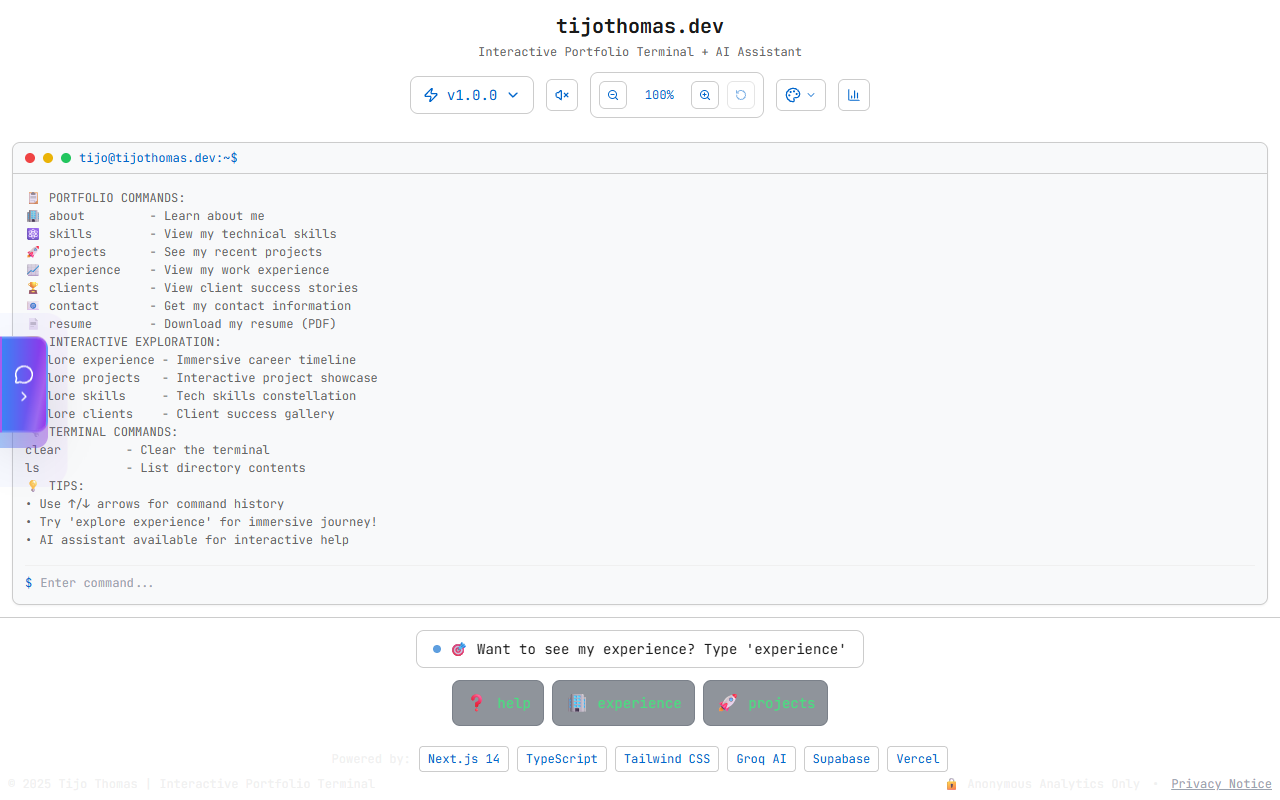 tijothomas.dev
Interactive Portfolio Terminal + AI Assistant
v1.0.0
100%
tijo@tijothomas.dev:~$
📋 PORTFOLIO COMMANDS:
about - Learn about me
skills - View my technical skills
projects - See my recent projects
experience - View my work experience
clients - View client success stories
contact - Get my contact information
resume - Download my resume (PDF)
INTERACTIVE EXPLORATION:
lore experience - Immersive career timeline
lore projects - Interactive project showcase
lore skills - Tech skills constellation
lore clients - Client success gallery
TERMINAL COMMANDS:
clear - Clear the terminal
ls - List directory contents
💡 TIPS:
• Use ↑/↓ arrows for command history
• Try 'explore experience' for immersive journey!
• AI assistant available for interactive help
$ Enter command...
🎯 Want to see my experience? Type 'experience'
❓ help
experience
🚀 projects
Powered by: Next.js 14 TypeScript Tailwind CSS Groq AI Supabase Vercel
© 2025 Tijo Thomas | Interactive Portfolio Terminal
🔒 Anonymous Analytics Only • Privacy Notice